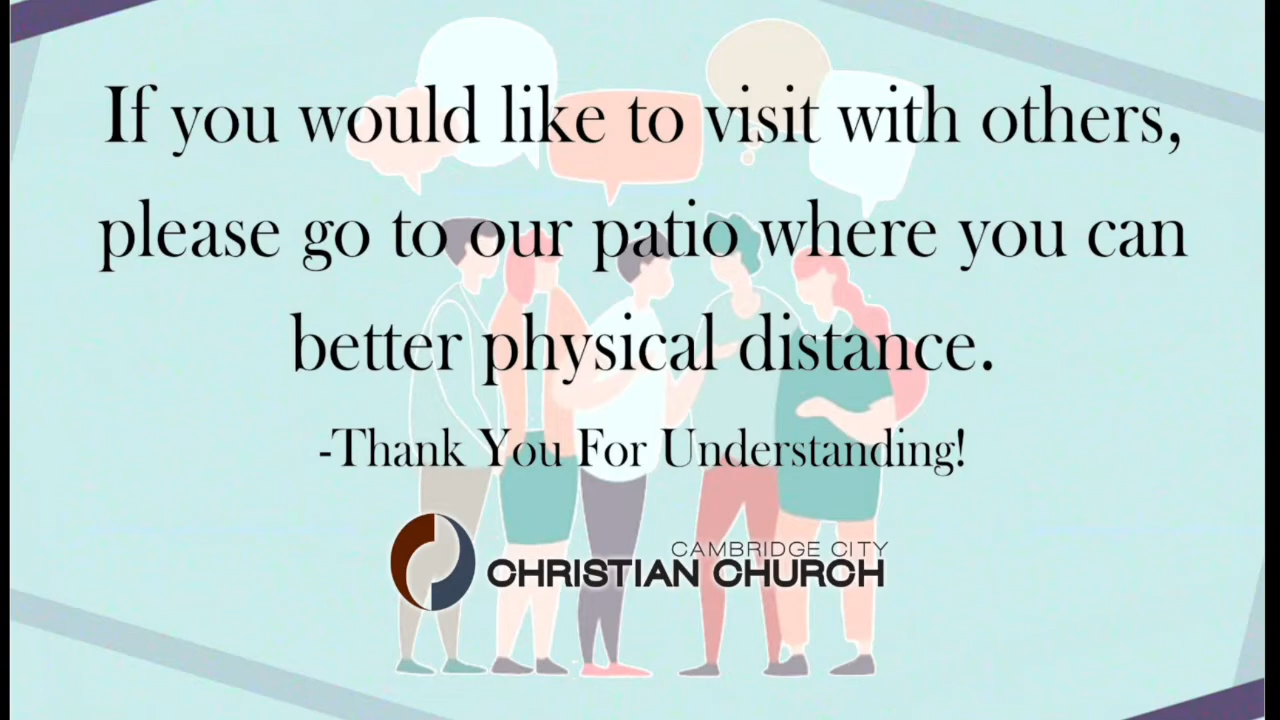 If you would like to visit with others,
please go to our patio where you can
better physical distance.
-Thank You For Understanding!
CAMBRIDGE CITY
CHRISTIAN CHURCH